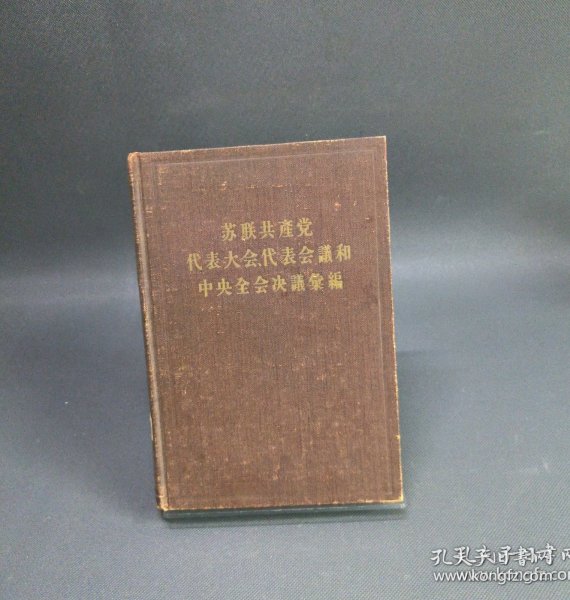 苏联共產党
代表大会、代表会議和
中央全会决議彙編
孔夫子旧书网
www.kongfz.com